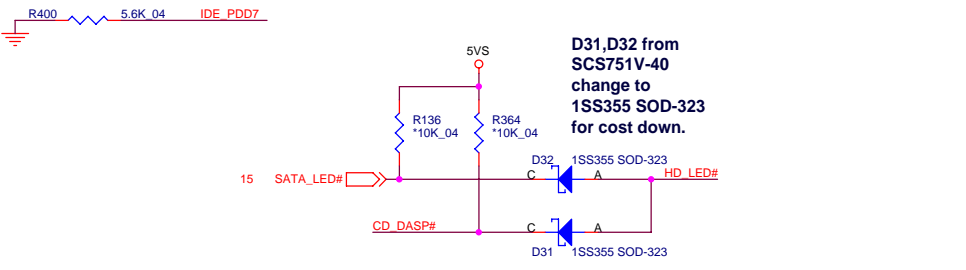 R400 5.6K_04 IDE_PDD7
D31,D32 from
SCS751V-40
change to
1SS355 SOD-323
for cost down.
5VS
R136
*10K_04
R364
*10K_04
D32 1SS355 SOD-323
15 SATA_LED# C A HD_LED#
CD_DASP# C A
D31 1SS355 SOD-323